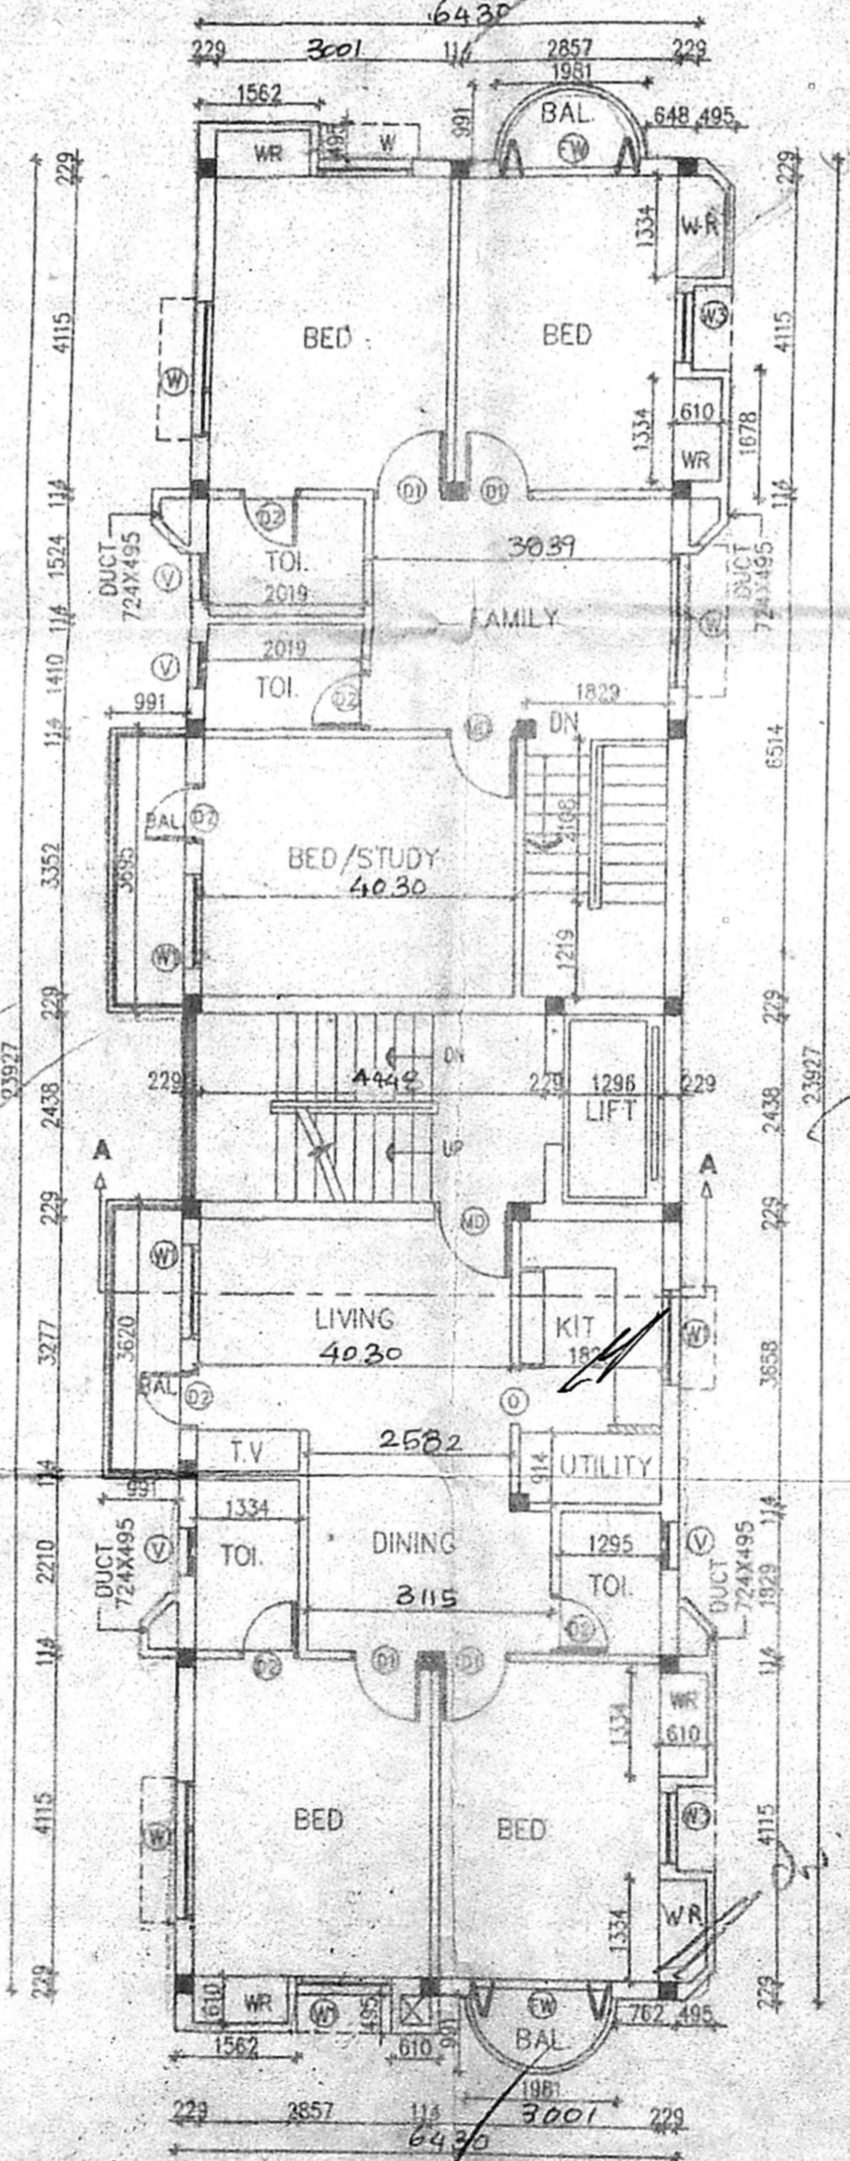 6430
229 3001 114 2857 229
1981
1562
991
BAL.
648 495
WR
495
W
FW
229
229
1334
W-R
4115
BED
BED
W3
4115
W
1334
610
1678
WR
114
D1
D1
114
DUCT
724X495
D2
1524
TOI.
3039
DUCT
724X495
V
2019
114
FAMILY
W
2019
1410
V
TOI.
D2
991
1829
114
MD
DN
6514
BAL.
D2
4108
3695
3352
BED/STUDY
4030
W1
1219
229
229
DN
23927
229
4448
229 1296 229
23927
2438
LIFT
2438
A
UP
A
229
MD
229
W1
3620
LIVING
KIT
W1
3277
4030
3658
BAL.
D2
O
T.V
2582
914
UTILITY
114
991
1334
114
DUCT
724X495
V
DINING
1295
V
DUCT
724X495
2210
TOI.
TOI.
1829
3115
D2
114
D2
D1
D1
114
1334
WR
610
4115
BED
BED
4115
W
1334
WR
229
610
WR
W1
495
FW
229
BAL.
762 495
1562
610
991
1981
229 2857 114 3001 229
6430